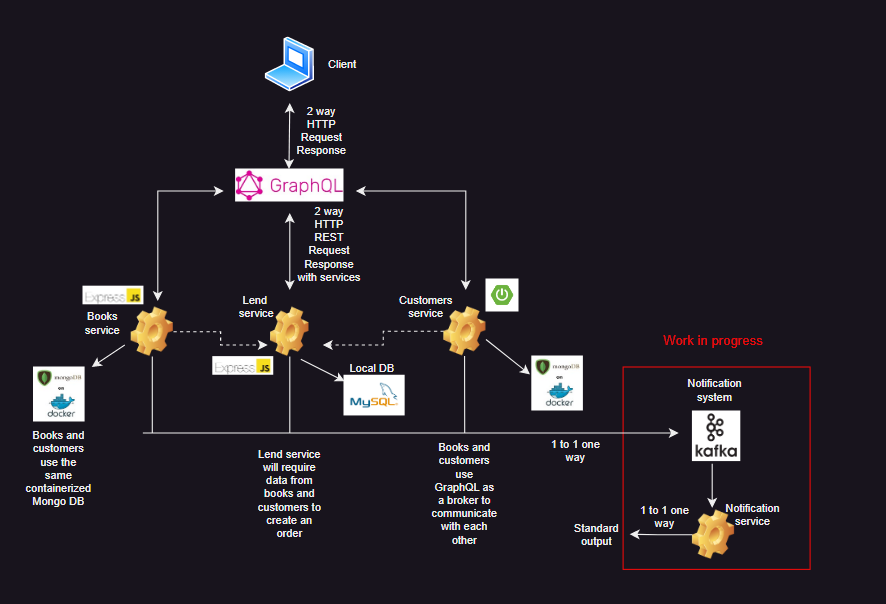 Client
2 way
HTTP
Request
Response
GraphQL
2 way
HTTP
REST
Request
Response
with services
Express JS
Books
service
Lend
service
Customers
service
Express JS
Local DB
MySQL
mongoDB
on
docker
mongoDB
on
docker
Books and
customers
use the
same
containerized
Mongo DB
Lend service
will require
data from
books and
customers to
create an
order
Books and
customers
use
GraphQL as
a broker to
communicate
with each
other
1 to 1 one
way
Work in progress
Notification
system
kafka
Notification
service
1 to 1 one
way
Standard
output